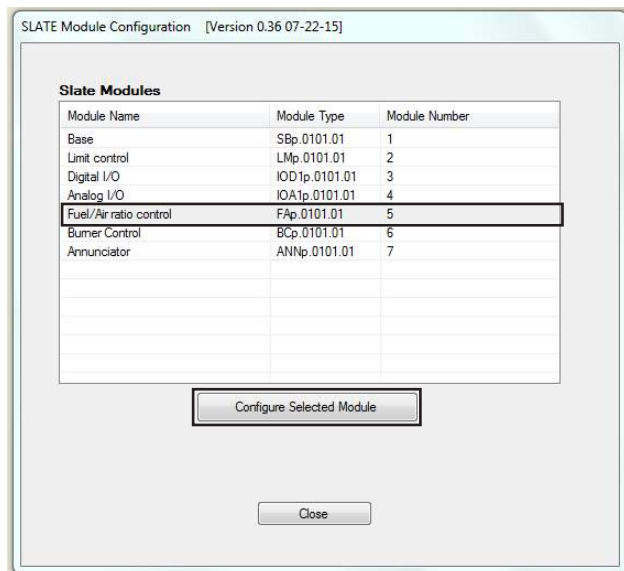 SLATE Module Configuration [Version 0.36 07-22-15]
Slate Modules
Module Name Module Type Module Number
Base SBp.0101.01 1
Limit control LMp.0101.01 2
Digital I/O IOD1p.0101.01 3
Analog I/O IOA1p.0101.01 4
Fuel/Air ratio control FAp.0101.01 5
Burner Control BCp.0101.01 6
Annunciator ANNp.0101.01 7
Configure Selected Module
Close